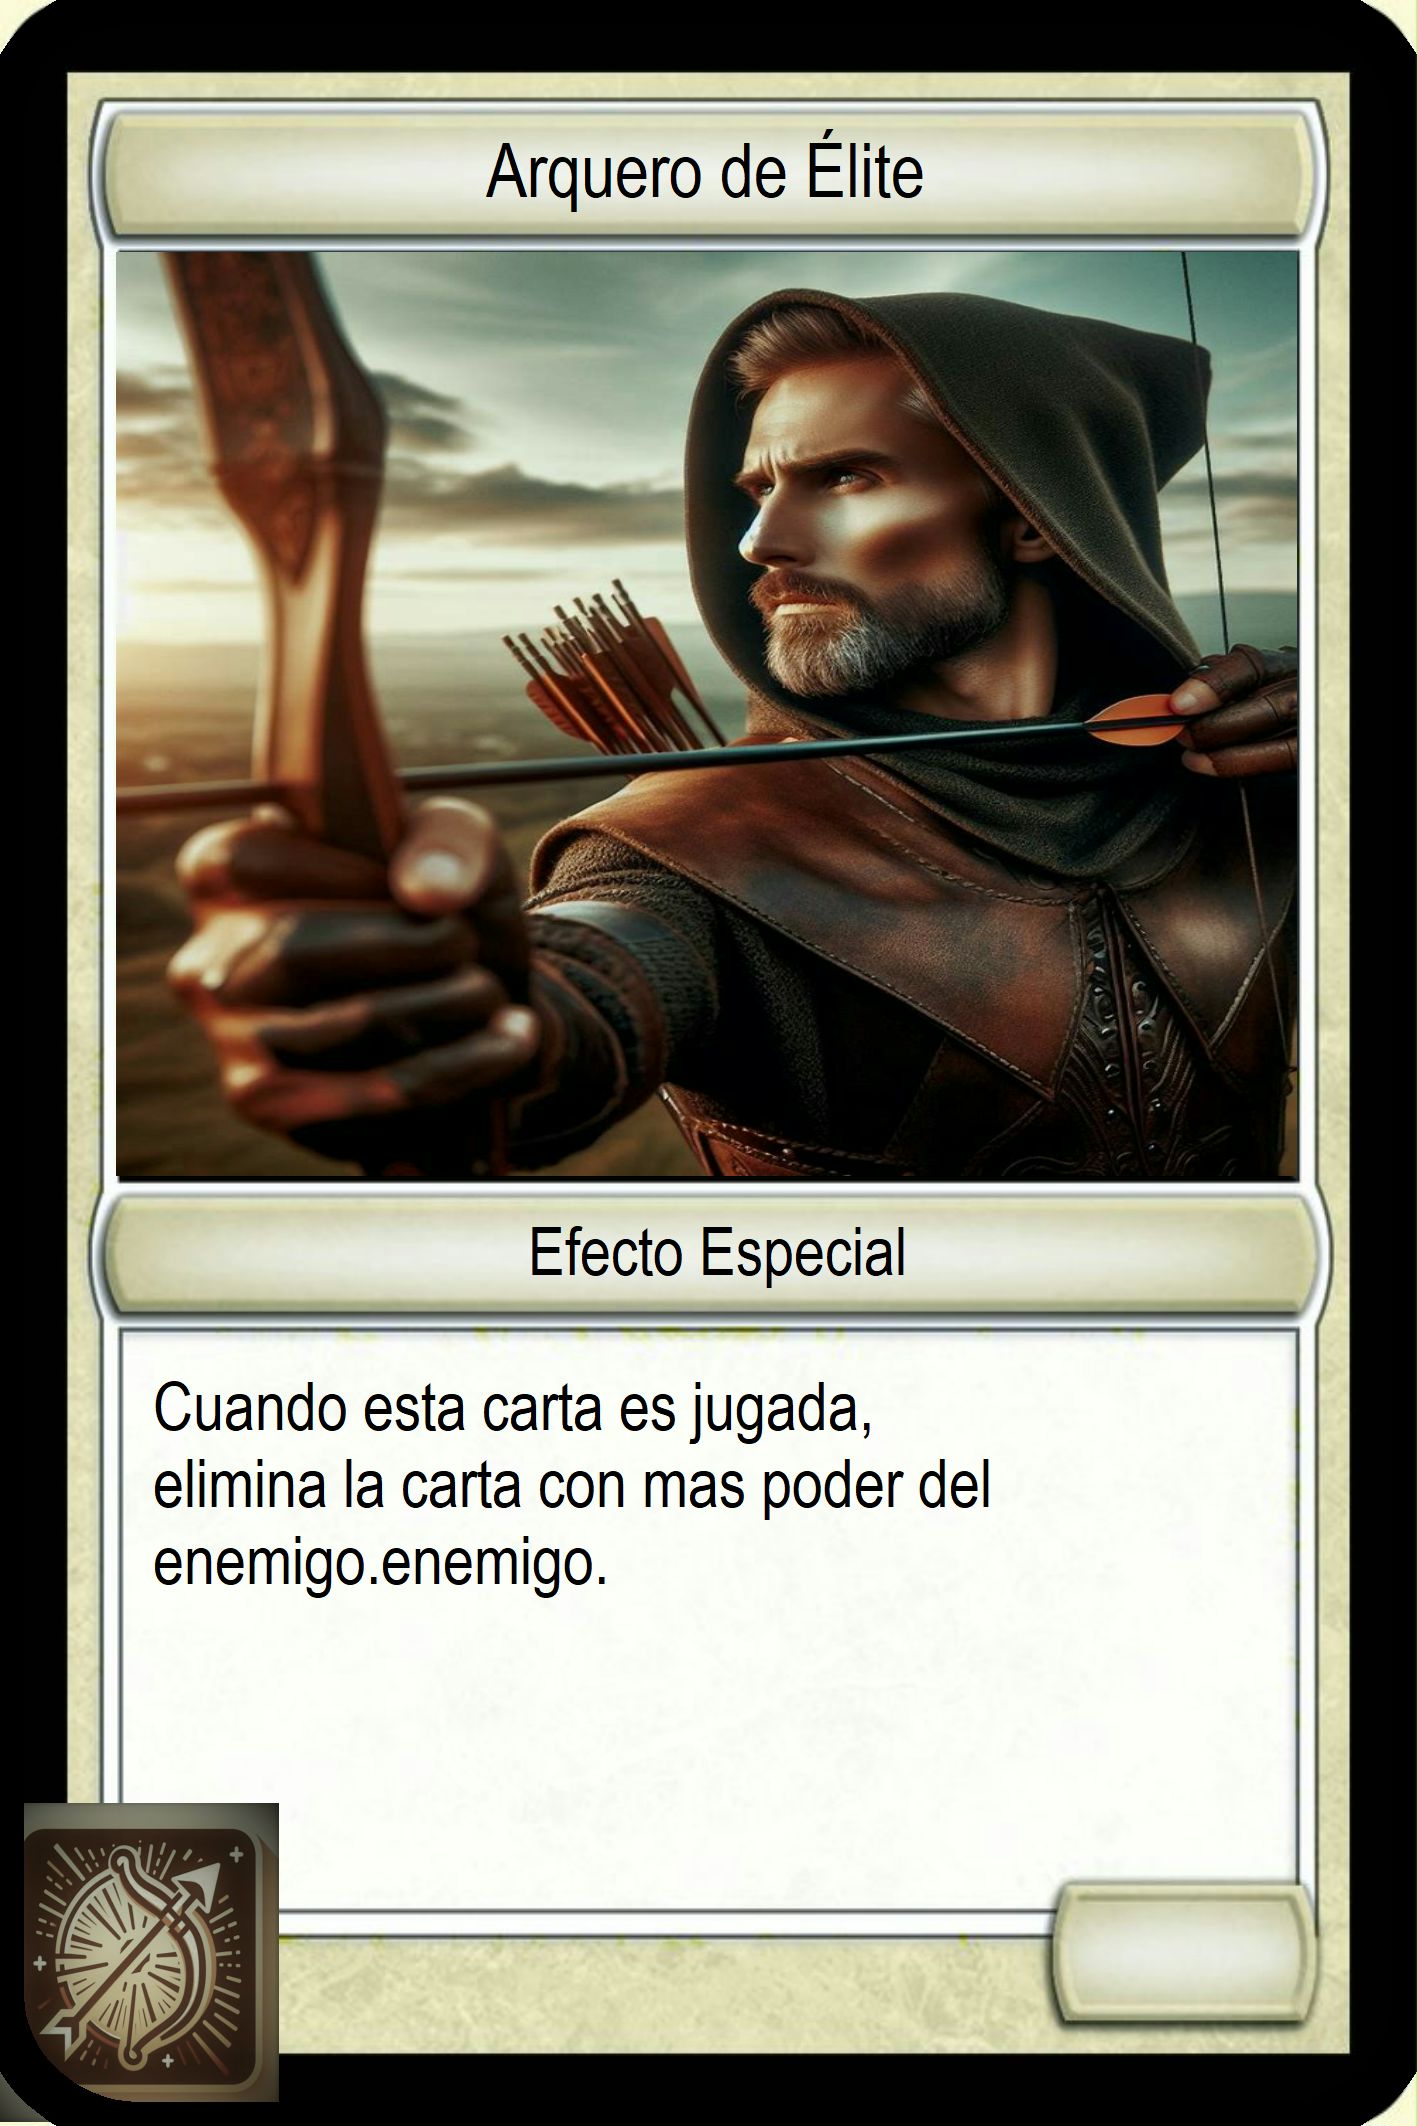 Arquero de Élite
Efecto Especial
Cuando esta carta es jugada,
elimina la carta con mas poder del
enemigo.enemigo.